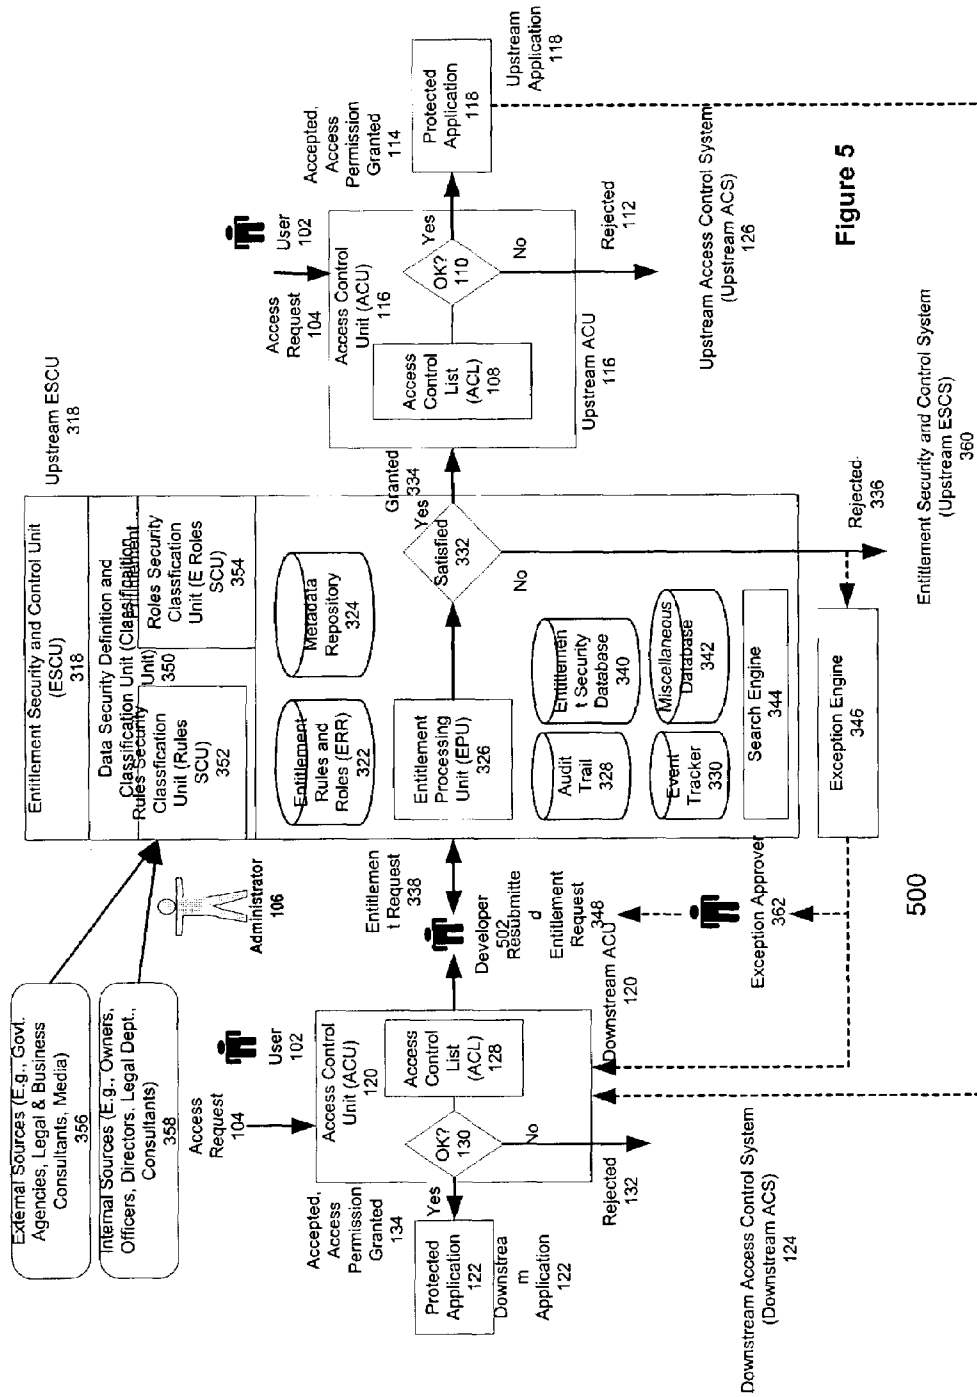 External Sources (E.g., Govt.
Agencies, Legal & Business
Consultants, Media)
356
Internal Sources (E.g., Owners,
Officers, Directors. Legal Dept.,
Consultants)
358
Administrator
106
Entitlement Security and Control Unit
(ESCU)
318
Upstream ESCU
318
Data Security Definition and
Classification Unit (Classification
Unit)
350
Rules Security
Classification
Unit (Rules
SCU)
352
Entitlement
Roles Security
Classfication
Unit (E Roles
SCU)
354
Entitlement
Rules and
Roles (ERR)
322
Metadata
Repository
324
Entitlement
Processing
Unit (EPU)
326
Satisfied
332
Yes
No
Granted
334
Audit
Trail
328
Entitlemen
t Security
Database
340
Event
Tracker
330
Miscellaneous
Database
342
Search Engine
344
Exception Engine
346
Rejected
336
Entitlement Security and Control System
(Upstream ESCS)
360
Access
Request
104
User
102
Access Control
Unit (ACU)
120
Access
Control
List
(ACL)
128
OK?
130
Yes
No
Rejected
132
Accepted,
Access
Permission
Granted
134
Protected
Application
122
Downstrea
m
Application
122
Downstream ACU
120
Downstream Access Control System
(Downstream ACS)
124
Entitlemen
t Request
338
Developer
502
Resubmitte
d
Entitlement
Request
348
Exception Approver
362
Access
Request
104
User
102
Access Control
Unit (ACU)
116
Access
Control
List
(ACL)
108
OK?
110
Yes
No
Rejected
112
Upstream ACU
116
Accepted,
Access
Permission
Granted
114
Protected
Application
118
Upstream
Application
118
Upstream Access Control System
(Upstream ACS)
126
500
Figure 5